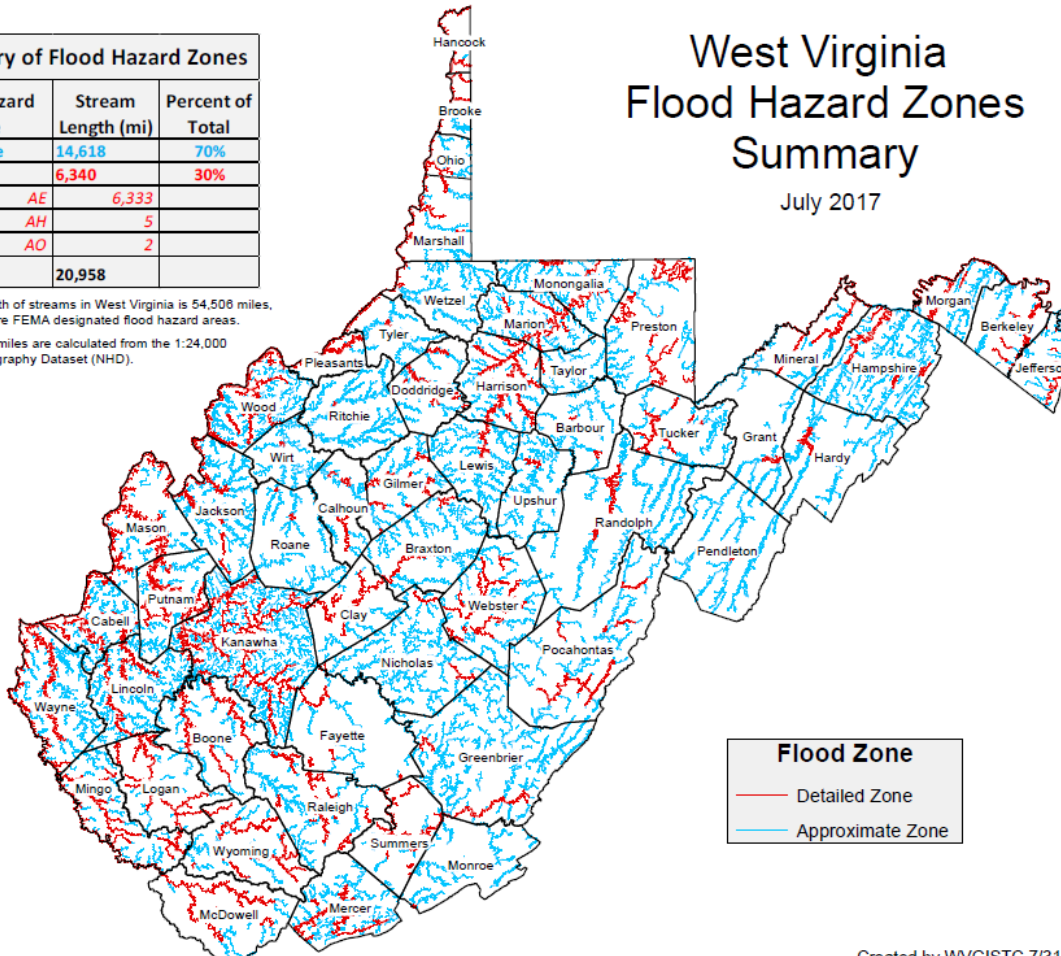 West Virginia
Flood Hazard Zones
Summary
July 2017
of Flood Hazard Zones
Stream Percent of
Length (mi) Total
14,618 70%
6,340 30%
AE 6,333
AH 5
AO 2
20,958
of streams in West Virginia is 54,506 miles,
FEMA designated flood hazard areas.
miles are calculated from the 1:24,000
Dataset (NHD).
Hancock
Brooke
Ohio
Marshall
Wetzel
Monongalia
Marion
Preston
Tyler
Pleasants
Doddridge
Harrison
Taylor
Morgan
Berkeley
Mineral
Hampshire
Wood
Ritchie
Barbour
Tucker
Grant
Hardy
Wirt
Lewis
Gilmer
Upshur
Jackson
Calhoun
Randolph
Mason
Roane
Braxton
Pendleton
Putnam
Clay
Webster
Cabell
Kanawha
Nicholas
Pocahontas
Lincoln
Wayne
Boone
Fayette
Greenbrier
Mingo
Logan
Raleigh
Wyoming
Summers
Monroe
McDowell
Mercer
Flood Zone
Detailed Zone
Approximate Zone